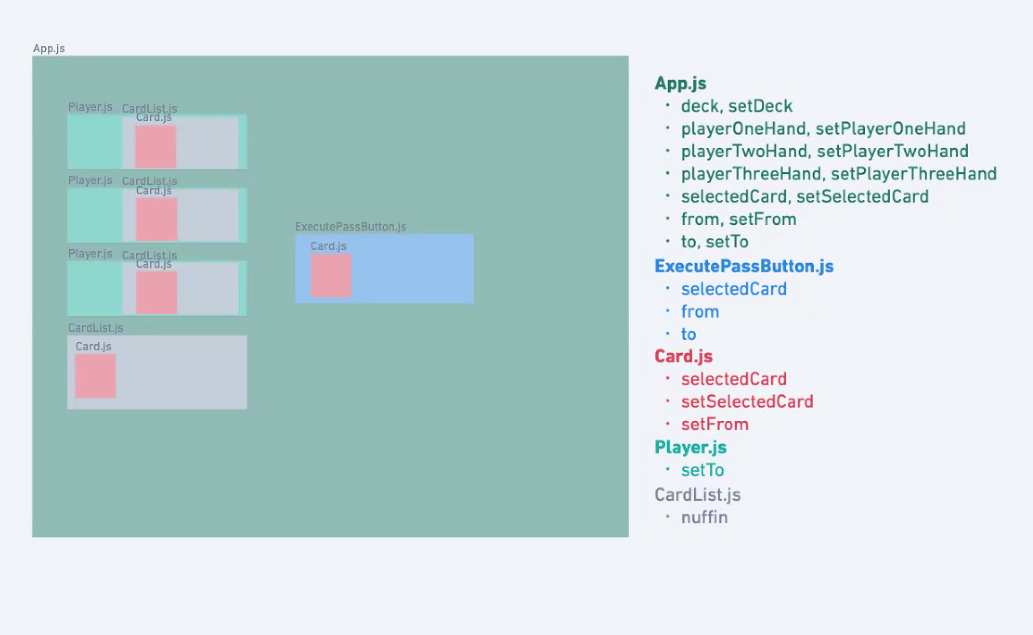 App.js
Player.js CardList.js
Card.js
Player.js CardList.js
Card.js
Player.js CardList.js
Card.js
CardList.js
Card.js
ExecutePassButton.js
Card.js
App.js
· deck, setDeck
· playerOneHand, setPlayerOneHand
· playerTwoHand, setPlayerTwoHand
· playerThreeHand, setPlayerThreeHand
· selectedCard, setSelectedCard
· from, setFrom
· to, setTo
ExecutePassButton.js
· selectedCard
· from
· to
Card.js
· selectedCard
· setSelectedCard
· setFrom
Player.js
· setTo
CardList.js
· nuffin